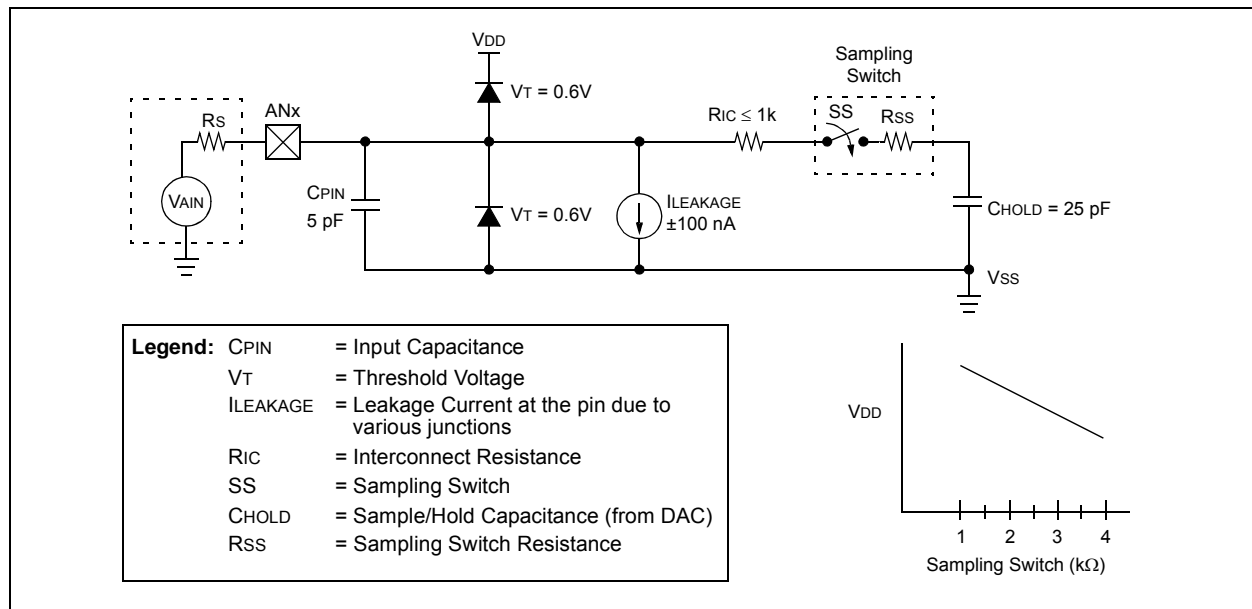 VDD
Sampling
Switch
VT = 0.6V
RS
ANx
RIC ≤ 1k
SS
RSS
VAIN
CPIN
5 pF
VT = 0.6V
ILEAKAGE
±100 nA
CHOLD = 25 pF
VSS
Legend: CPIN = Input Capacitance
VT = Threshold Voltage
ILEAKAGE = Leakage Current at the pin due to
various junctions
RIC = Interconnect Resistance
SS = Sampling Switch
CHOLD = Sample/Hold Capacitance (from DAC)
RSS = Sampling Switch Resistance
VDD
1 2 3 4
Sampling Switch (kΩ)